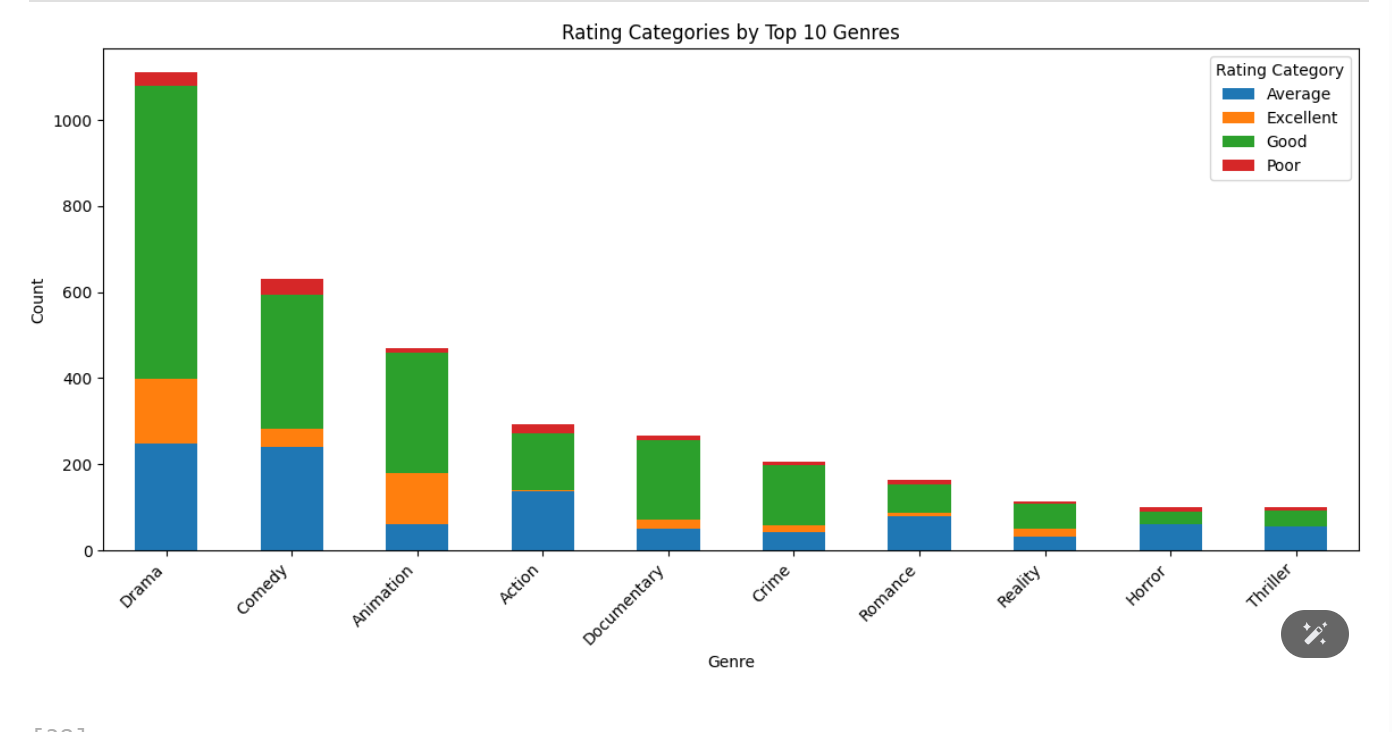 Rating Categories by Top 10 Genres
Rating Category
Average
Excellent
Good
Poor
Count
1000
800
600
400
200
0
Drama
Comedy
Animation
Action
Documentary
Crime
Romance
Reality
Horror
Thriller
Genre